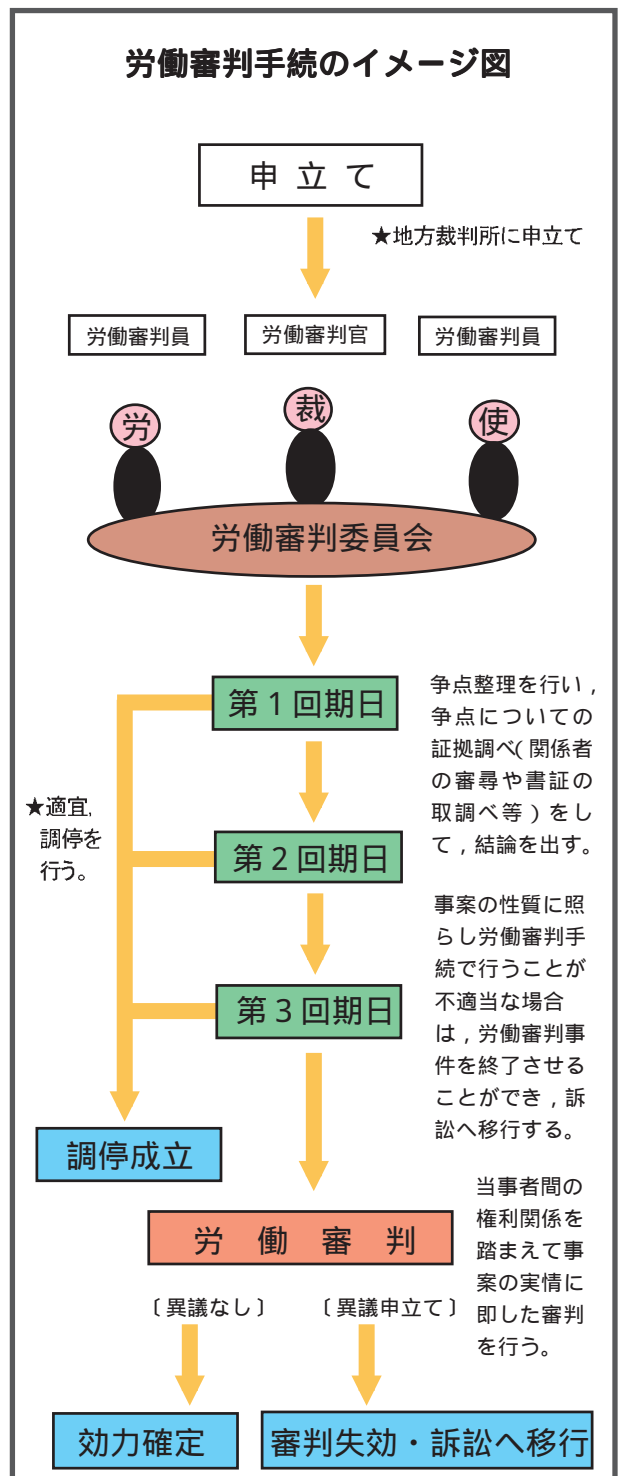 労働審判手続のイメージ図
申 立 て
★地方裁判所に申立て
労働審判員
労働審判官
労働審判員
労
裁
使
労働審判委員会
第１回期日
争点整理を行い，
争点についての
証拠調べ(関係者
の審尋や書証の
取調べ等）をし
て，結論を出す。
★適宜，
調停を
行う。
第２回期日
事案の性質に照
らし労働審判手
続で行うことが
不適当な場合
は，労働審判事
件を終了させる
ことができ，訴
訟へ移行する。
第３回期日
調停成立
当事者間の
権利関係を
踏まえて事
案の実情に
即した審判
を行う。
労 働 審 判
〔異議なし〕
〔異議申立て〕
効力確定
審判失効・訴訟へ移行